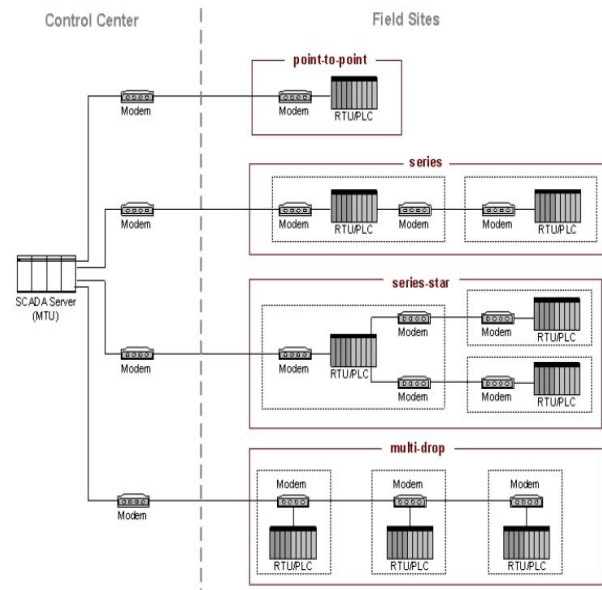 Control Center
Field Sites
point-to-point
Modem
Modem
RTU/PLC
series
Modem
Modem
RTU/PLC
Modem
Modem
RTU/PLC
SCADA Server
(MTU)
series-star
Modem
Modem
RTU/PLC
Modem
Modem
RTU/PLC
Modem
Modem
RTU/PLC
multi-drop
Modem
Modem
Modem
Modem
RTU/PLC
RTU/PLC
RTU/PLC